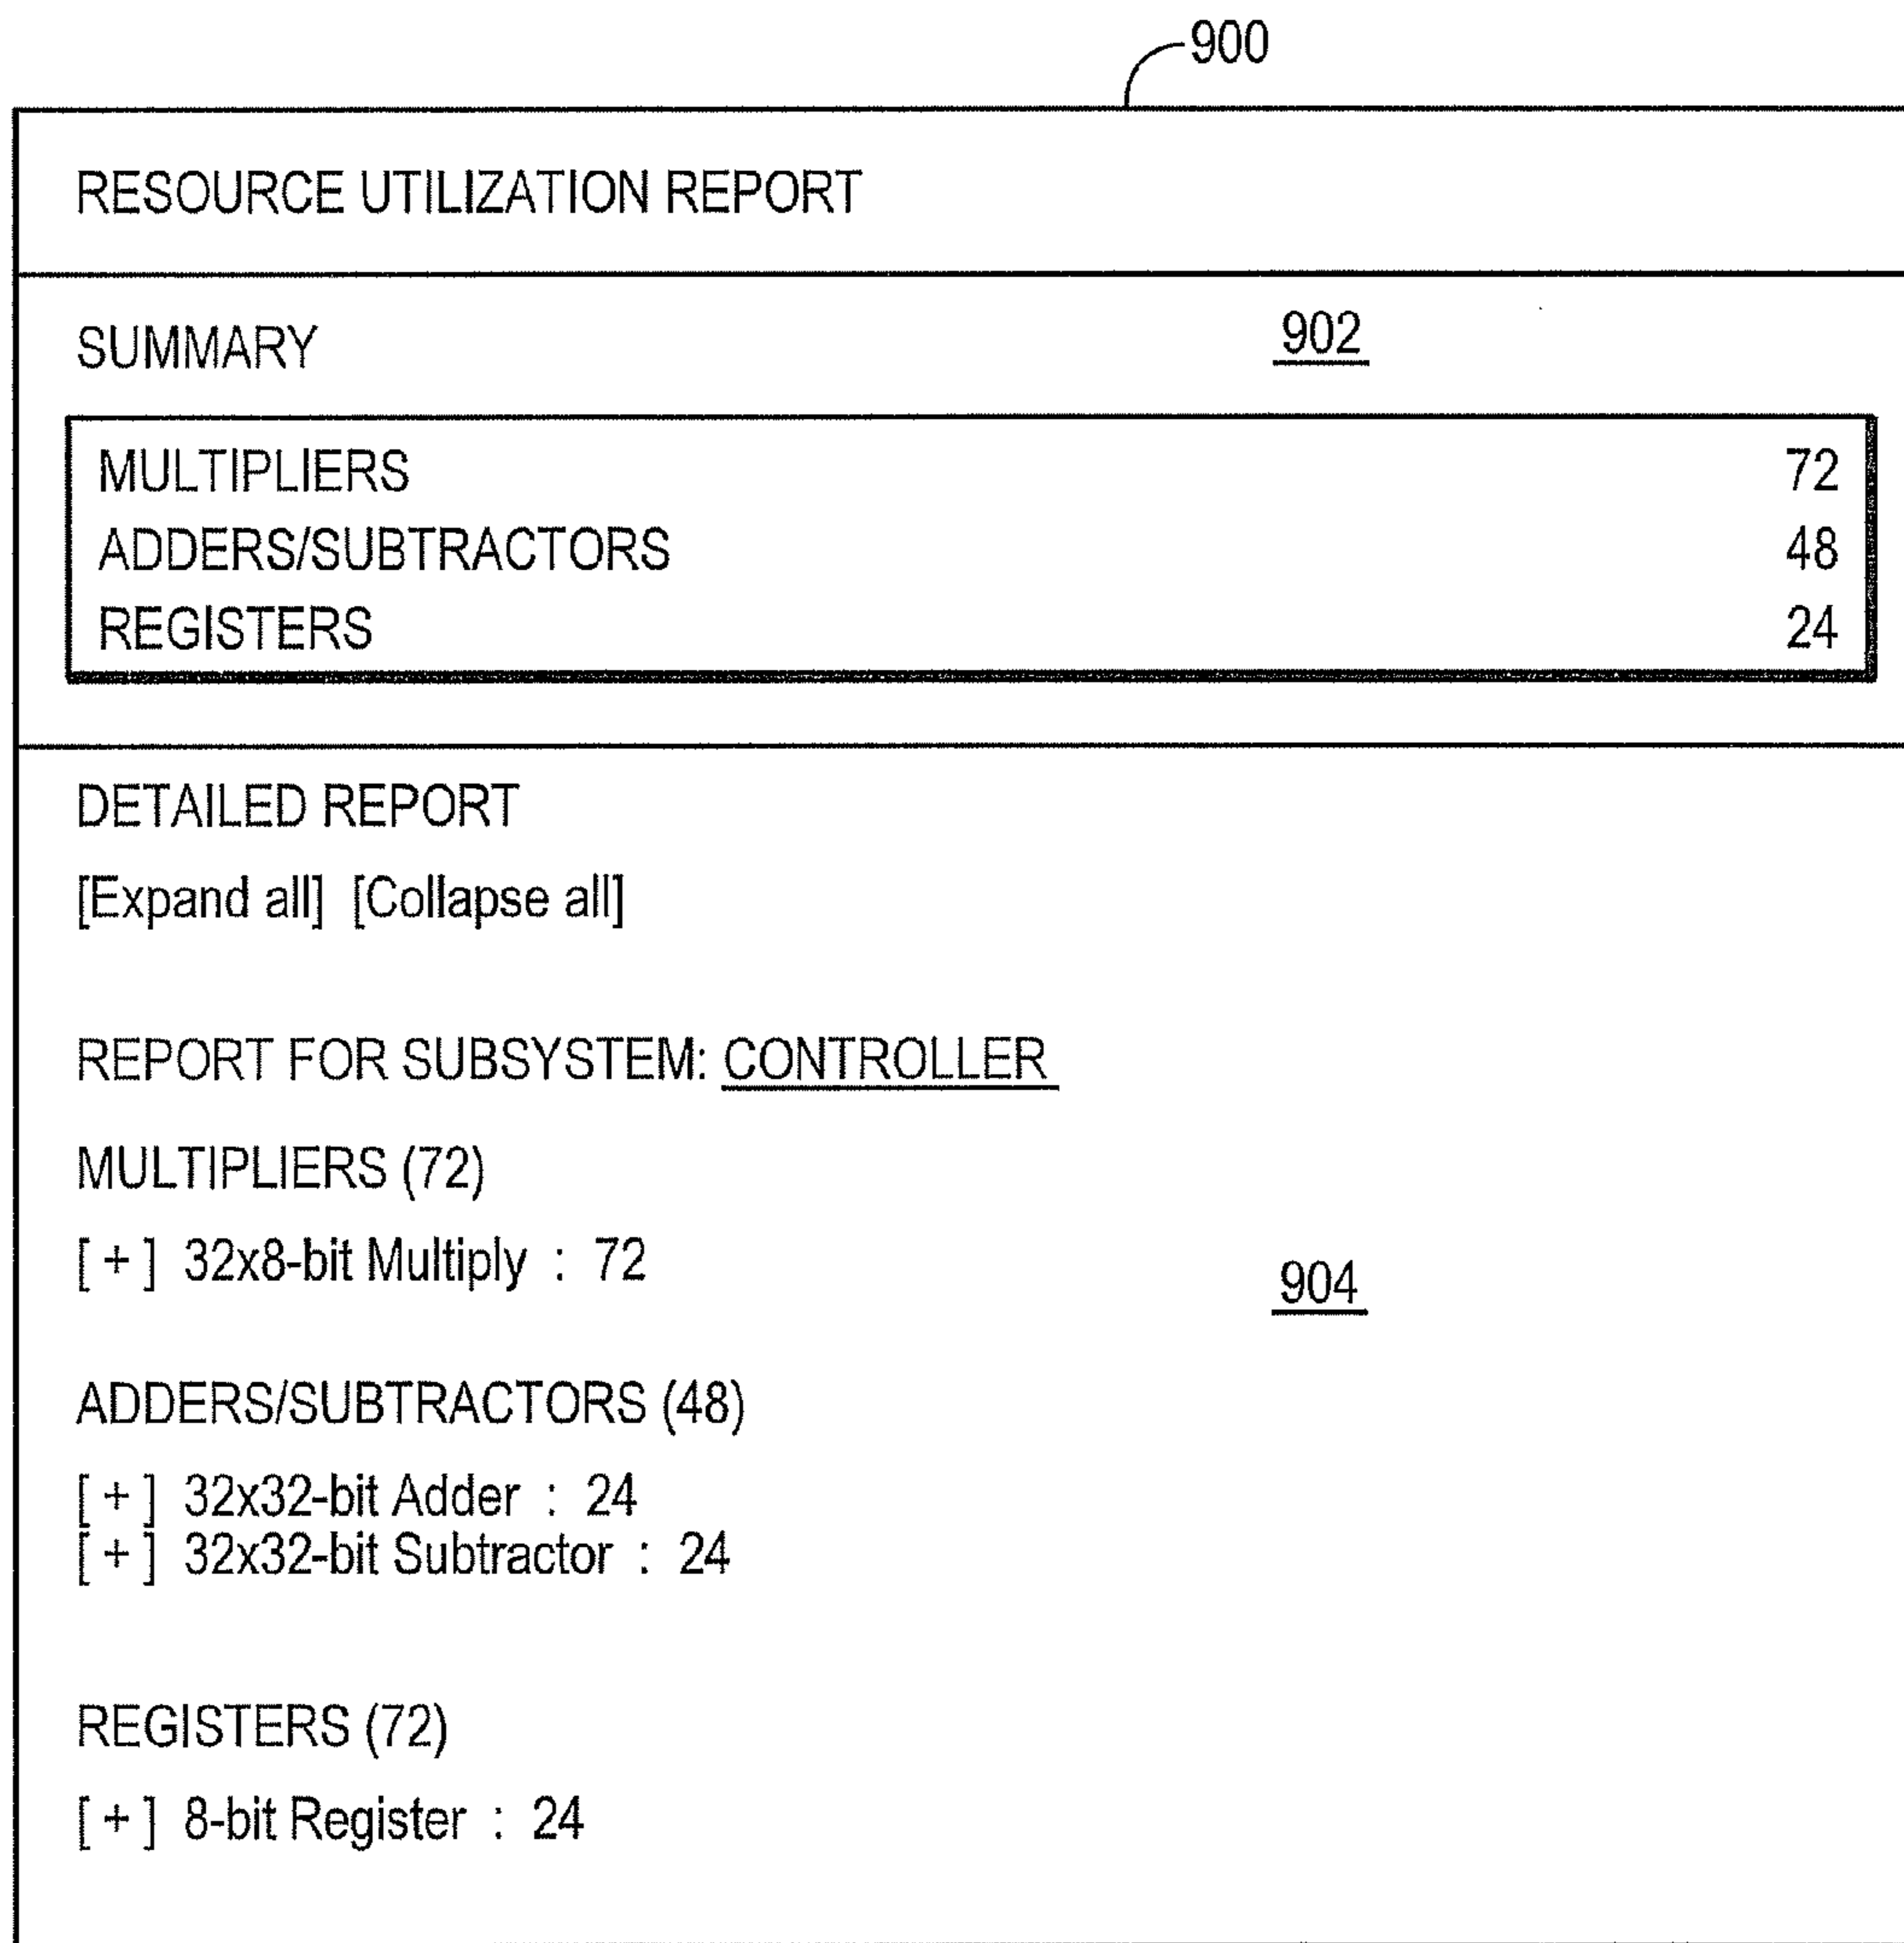 900
RESOURCE UTILIZATION REPORT
SUMMARY 902
MULTIPLIERS 72
ADDERS/SUBTRACTORS 48
REGISTERS 24
DETAILED REPORT
[Expand all] [Collapse all]
REPORT FOR SUBSYSTEM: CONTROLLER
MULTIPLIERS (72)
[+] 32x8-bit Multiply : 72
904
ADDERS/SUBTRACTORS (48)
[+] 32x32-bit Adder : 24
[+] 32x32-bit Subtractor : 24
REGISTERS (72)
[+] 8-bit Register : 24